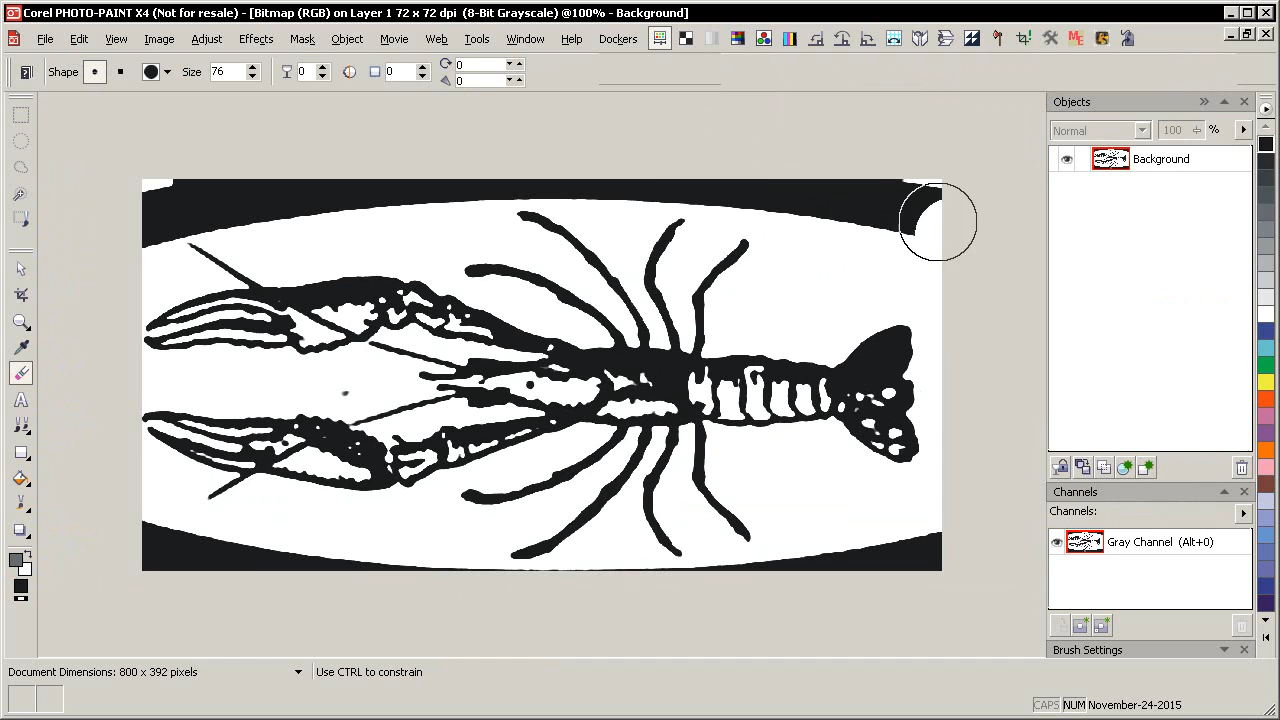 Corel PHOTO-PAINT X4 (Not for resale) - [Bitmap (RGB) on Layer 1 72 x 72 dpi  (8-Bit Grayscale) @100% - Background]
File Edit View Image Adjust Effects Mask Object Movie Web Tools Window Help Dockers ME
Shape Size 76 0 0 0
0
Objects
Normal 100 %
Background
Channels
Channels:
Gray Channel (Alt+0)
Brush Settings
Document Dimensions: 800 x 392 pixels Use CTRL to constrain
CAPS NUM November-24-2015